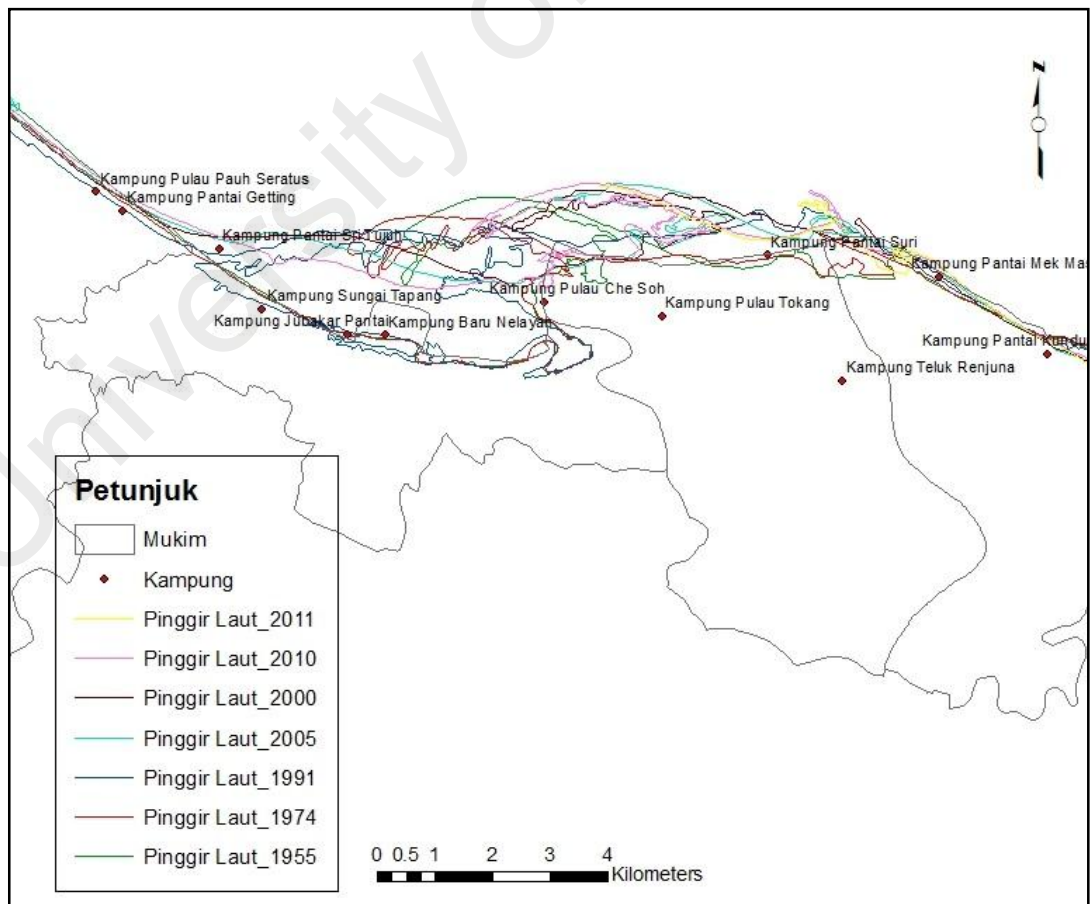 University of
N
Kampung Pulau Pauh Seratus
Kampung Pantai Getting
Kampung Pantai Sri Tujuh
Kampung Pantai Suri
Kampung Pantai Mek Mas
Kampung Sungai Tapang
Kampung Pulau Che Soh
Kampung Pulau Tokang
Kampung Jubakar Pantai
Kampung Baru Nelayan
Kampung Pantai Kundur
Kampung Teluk Renjuna
Petunjuk
Mukim
Kampung
Pinggir Laut_2011
Pinggir Laut_2010
Pinggir Laut_2000
Pinggir Laut_2005
Pinggir Laut_1991
Pinggir Laut_1974
Pinggir Laut_1955
0 0.5 1 2 3 4
Kilometers